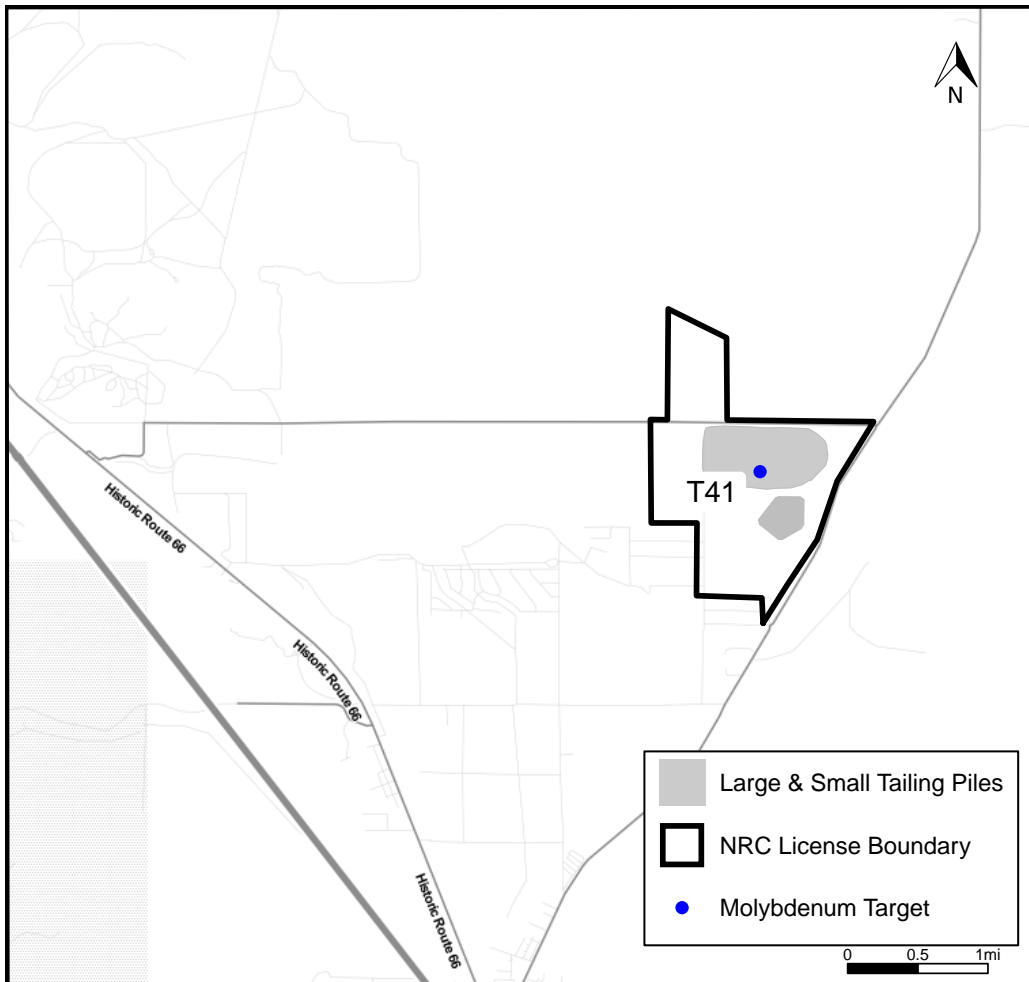 N
T41
Historic Route 66
Historic Route 66
Historic Route 66
Large & Small Tailing Piles
NRC License Boundary
Molybdenum Target
0 0.5 1mi